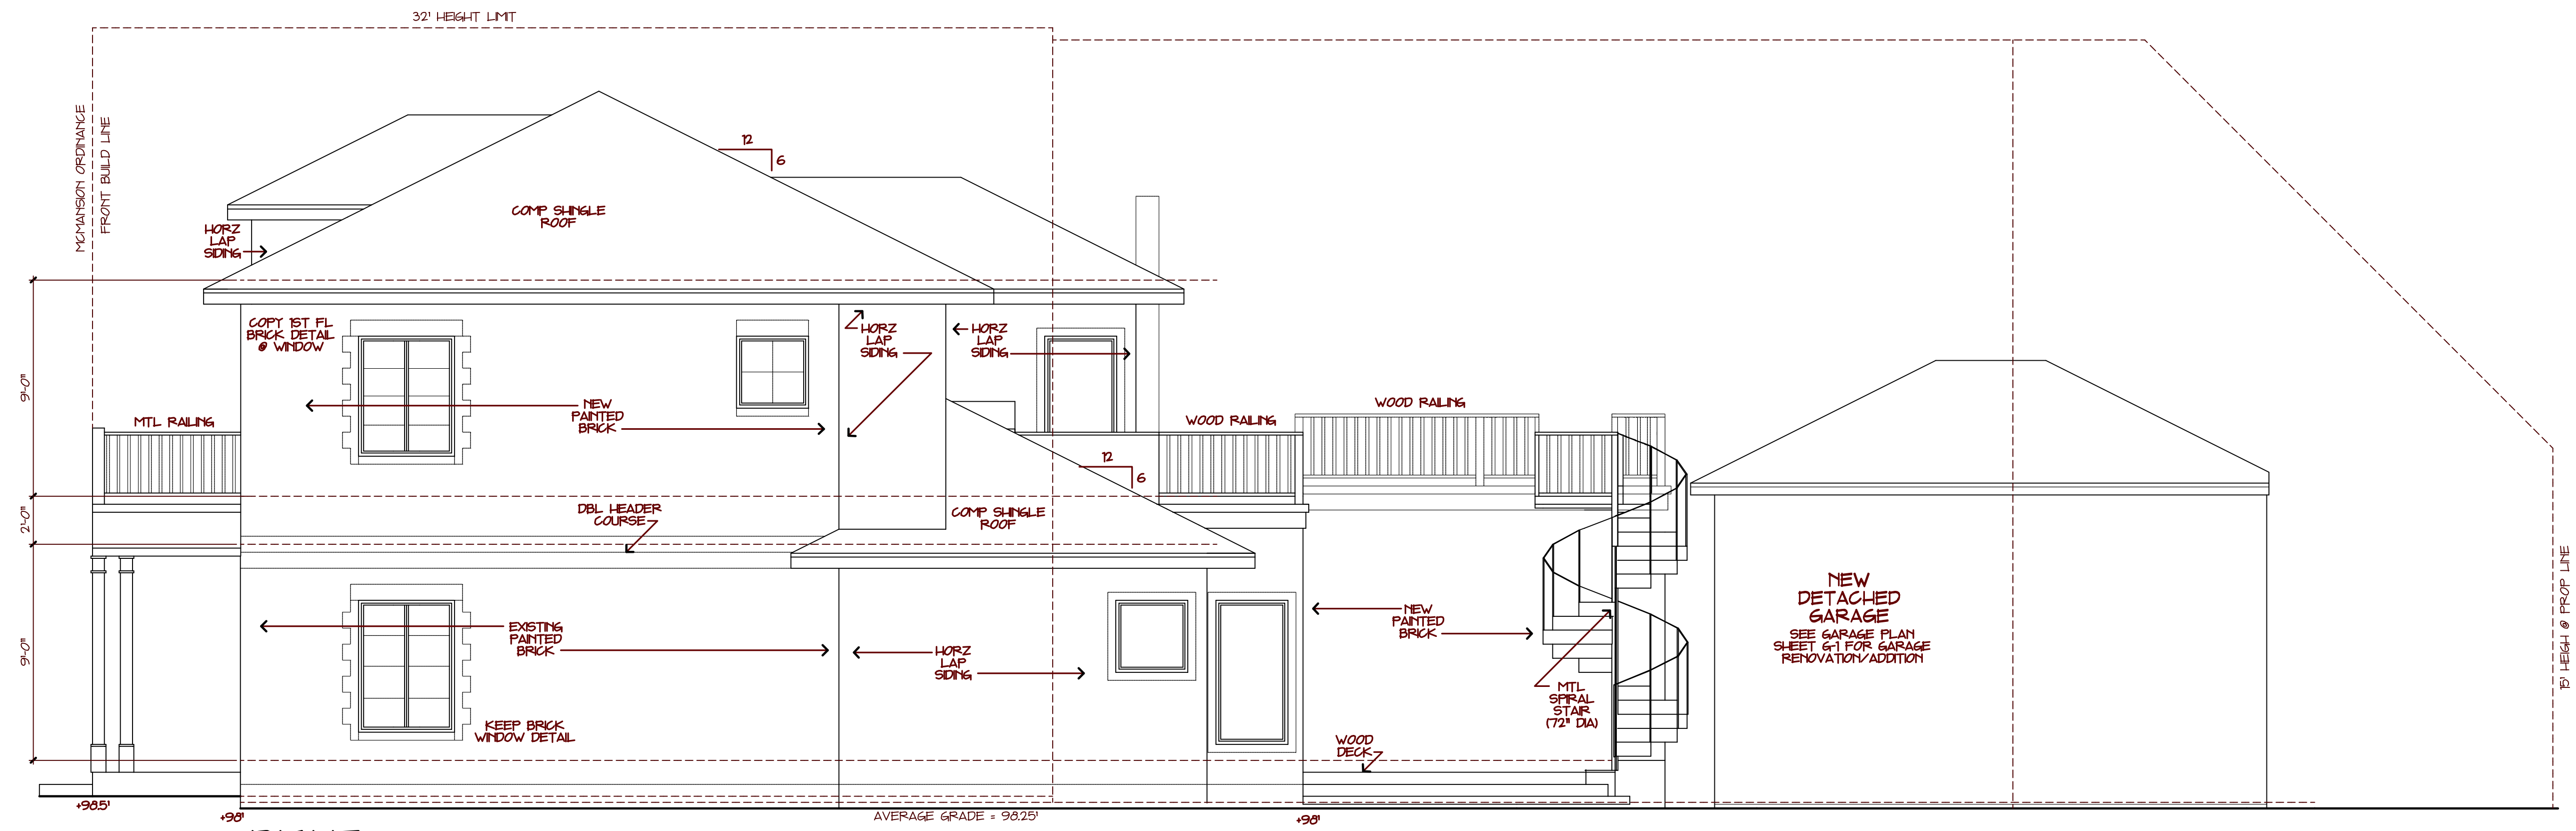 32' HEIGHT LIMIT
MCMANSION ORDINANCE
FRONT BUILD LINE
12
6
COMP SHINGLE
ROOF
HORZ
LAP
SIDING
COPY 1ST FL
BRICK DETAIL
@ WINDOW
HORZ
LAP
SIDING
HORZ
LAP
SIDING
9'-0"
MTL RAILING
NEW
PAINTED
BRICK
WOOD RAILING
WOOD RAILING
12
6
2'-0"
DBL HEADER
COURSE
COMP SHINGLE
ROOF
9'-0"
EXISTING
PAINTED
BRICK
HORZ
LAP
SIDING
NEW
PAINTED
BRICK
MTL
SPIRAL
STAIR
(72" DIA)
NEW
DETACHED
GARAGE
SEE GARAGE PLAN
SHEET G-1 FOR GARAGE
RENOVATION/ADDITION
15' HEIGH @ PROP LINE
KEEP BRICK
WINDOW DETAIL
WOOD
DECK
+98.5'
+98'
AVERAGE GRADE = 98.25'
+98'